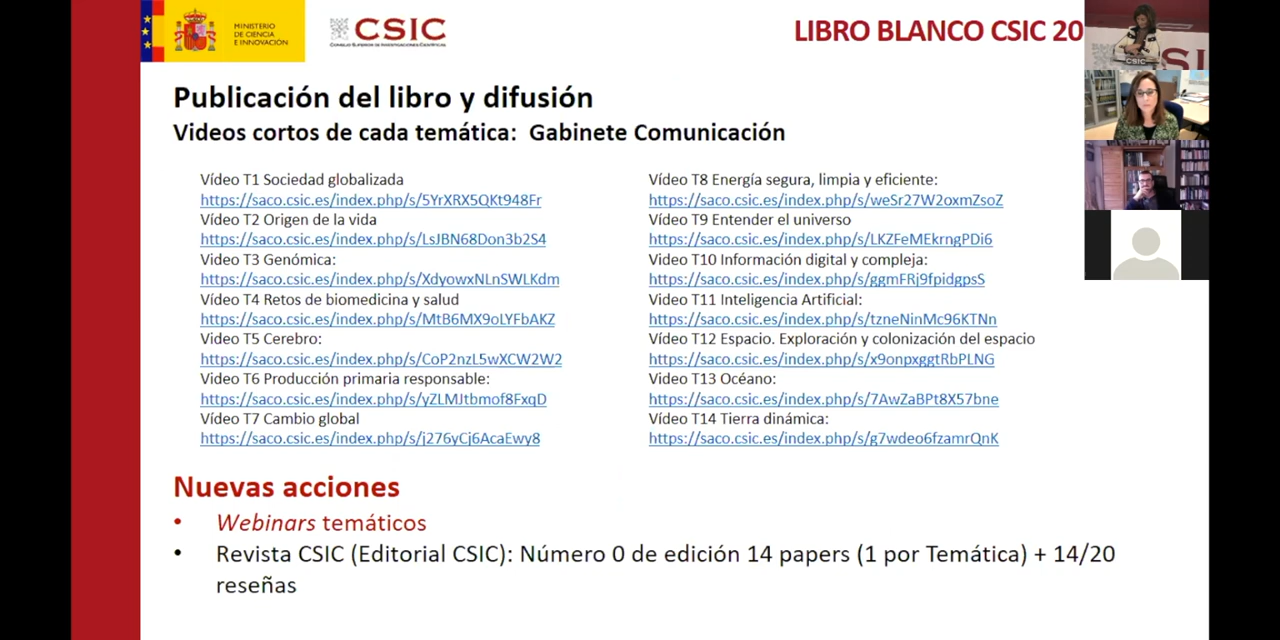 MINISTERIO
DE CIENCIA
E INNOVACIÓN
CSIC
CONSEJO SUPERIOR DE INVESTIGACIONES CIENTÍFICAS
LIBRO BLANCO CSIC 20
CSIC
Publicación del libro y difusión
Videos cortos de cada temática: Gabinete Comunicación
Vídeo T1 Sociedad globalizada
https://saco.csic.es/index.php/s/5YrXRX5QKt948Fr
Vídeo T2 Origen de la vida
https://saco.csic.es/index.php/s/LsJBN68Don3b2S4
Vídeo T3 Genómica:
https://saco.csic.es/index.php/s/XdyowxNLnSWLKdm
Vídeo T4 Retos de biomedicina y salud
https://saco.csic.es/index.php/s/MtB6MX9oLYFbAKZ
Vídeo T5 Cerebro:
https://saco.csic.es/index.php/s/CoP2nzL5wXCW2W2
Vídeo T6 Producción primaria responsable:
https://saco.csic.es/index.php/s/yZLMJtbmof8FxqD
Vídeo T7 Cambio global
https://saco.csic.es/index.php/s/j276yCj6AcaEwy8
Vídeo T8 Energía segura, limpia y eficiente:
https://saco.csic.es/index.php/s/weSr27W2oxmZsoZ
Vídeo T9 Entender el universo
https://saco.csic.es/index.php/s/LKZFeMEkrngPDi6
Video T10 Información digital y compleja:
https://saco.csic.es/index.php/s/ggmFRj9fpidgpsS
Vídeo T11 Inteligencia Artificial:
https://saco.csic.es/index.php/s/tzneNinMc96KTNn
Vídeo T12 Espacio. Exploración y colonización del espacio
https://saco.csic.es/index.php/s/x9onpxggtRbPLNG
Vídeo T13 Océano:
https://saco.csic.es/index.php/s/7AwZaBPt8X57bne
Vídeo T14 Tierra dinámica:
https://saco.csic.es/index.php/s/g7wdeo6fzamrQnK
Nuevas acciones
• Webinars temáticos
• Revista CSIC (Editorial CSIC): Número 0 de edición 14 papers (1 por Temática) + 14/20
reseñas